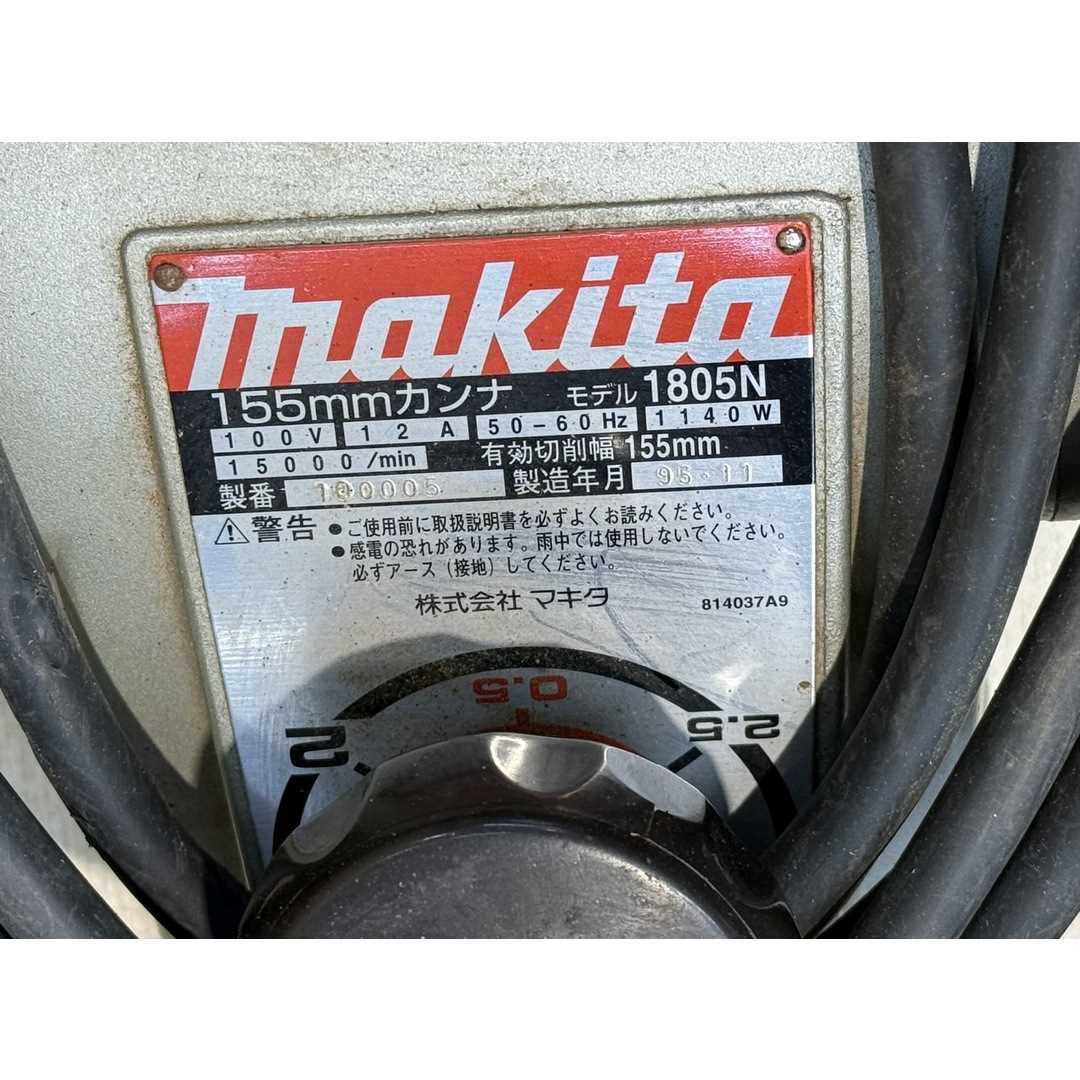 makita
155mmカンナ モデル 1805N
100V 12A 50-60Hz 1140W
15000/min 有効切削幅 155mm
製番 100005 製造年月 95・11
⚠警告 ●ご使用前に取扱説明書を必ずよくお読みください。
●感電の恐れがあります。雨中では使用しないでください。
必ずアース（接地）してください。
株式会社 マキタ 814037A9
0.5
2 2.5